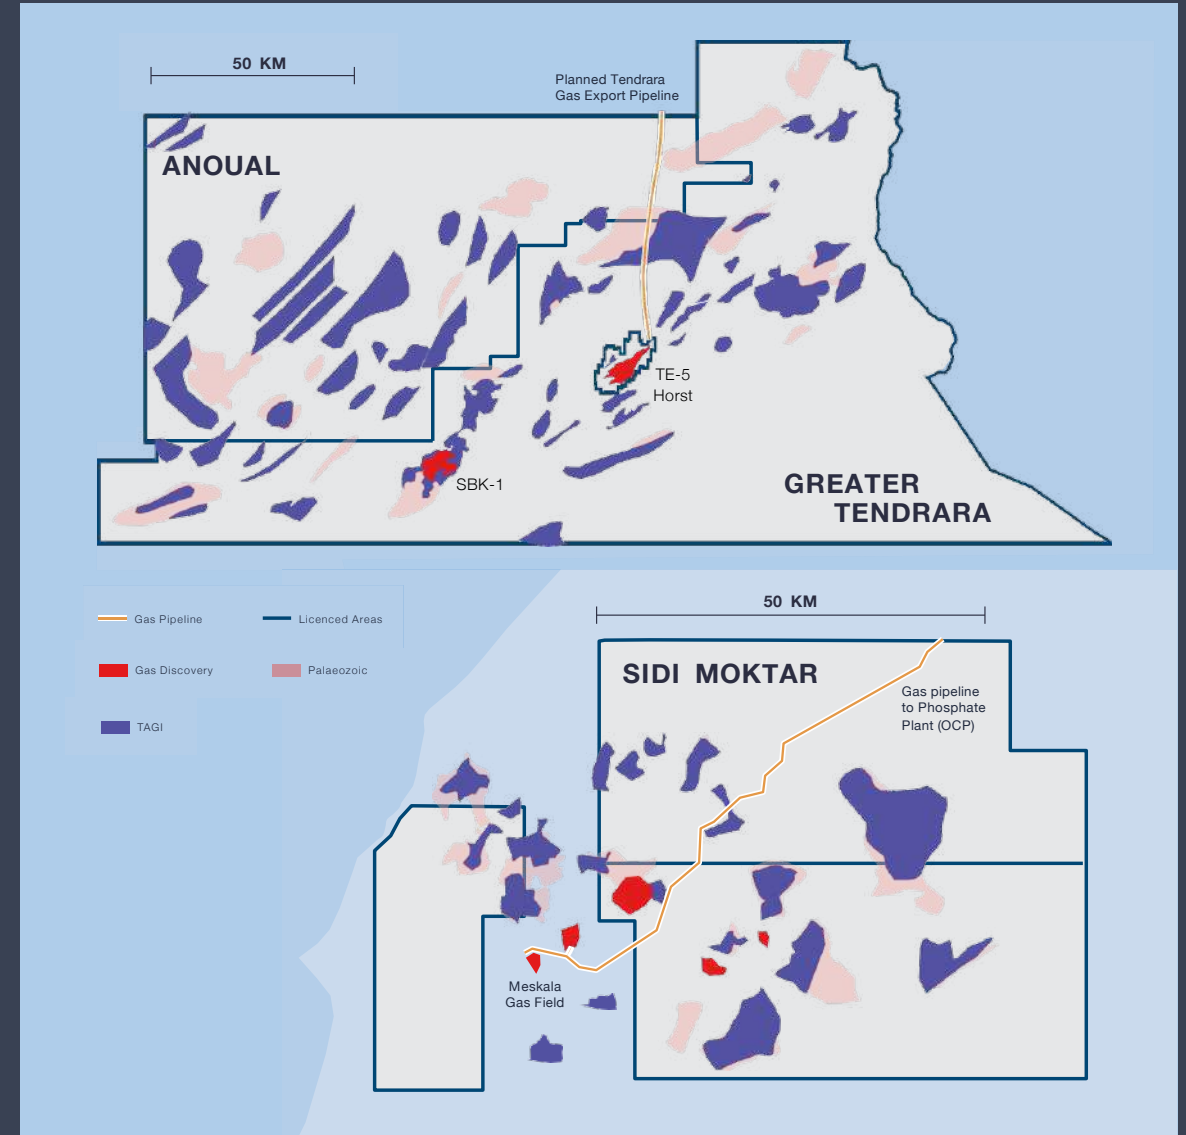 50 KM
Planned Tendrara
Gas Export Pipeline
ANOUAL
TE-5
Horst
SBK-1
GREATER
TENDRARA
Gas Pipeline
Licenced Areas
Gas Discovery
Palaeozoic
TAGI
50 KM
SIDI MOKTAR
Gas pipeline
to Phosphate
Plant (OCP)
Meskala
Gas Field